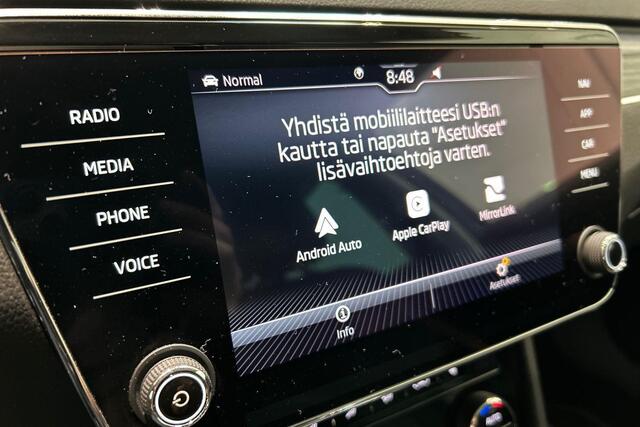 Normal
8:48
RADIO
MEDIA
PHONE
VOICE
Yhdistä mobiililaitteesi USB:n
kautta tai napauta "Asetukset"
lisävaihtoehtoja varten.
Android Auto
Apple CarPlay
MirrorLink
Info
Asetukset
NAV
APP
CAR
MENU
AUTO